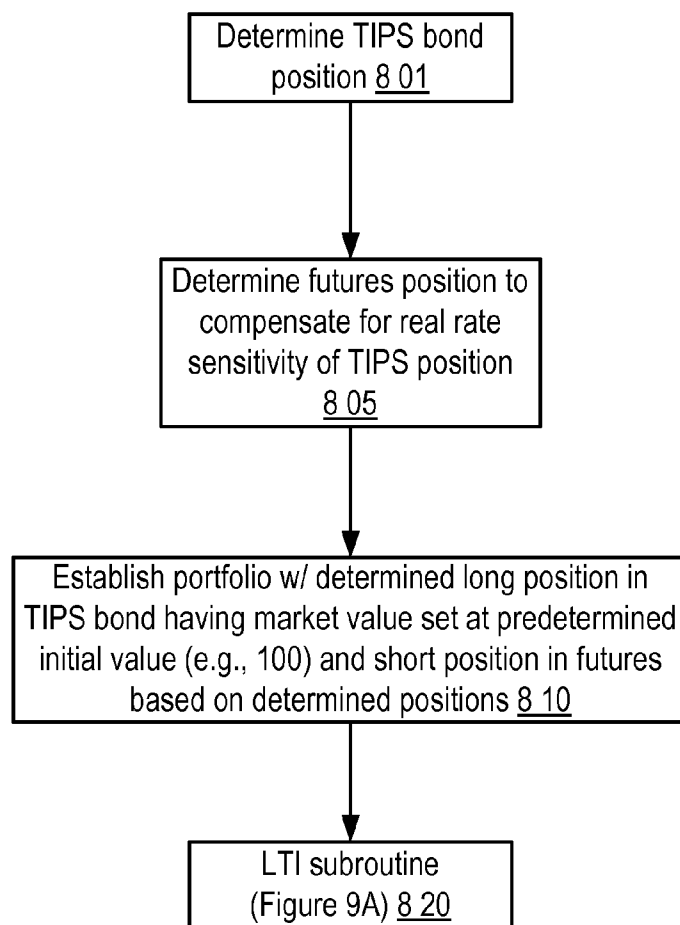 Determine TIPS bond
position 8 01
Determine futures position to
compensate for real rate
sensitivity of TIPS position
8 05
Establish portfolio w/ determined long position in
TIPS bond having market value set at predetermined
initial value (e.g., 100) and short position in futures
based on determined positions 8 10
LTI subroutine
(Figure 9A) 8 20